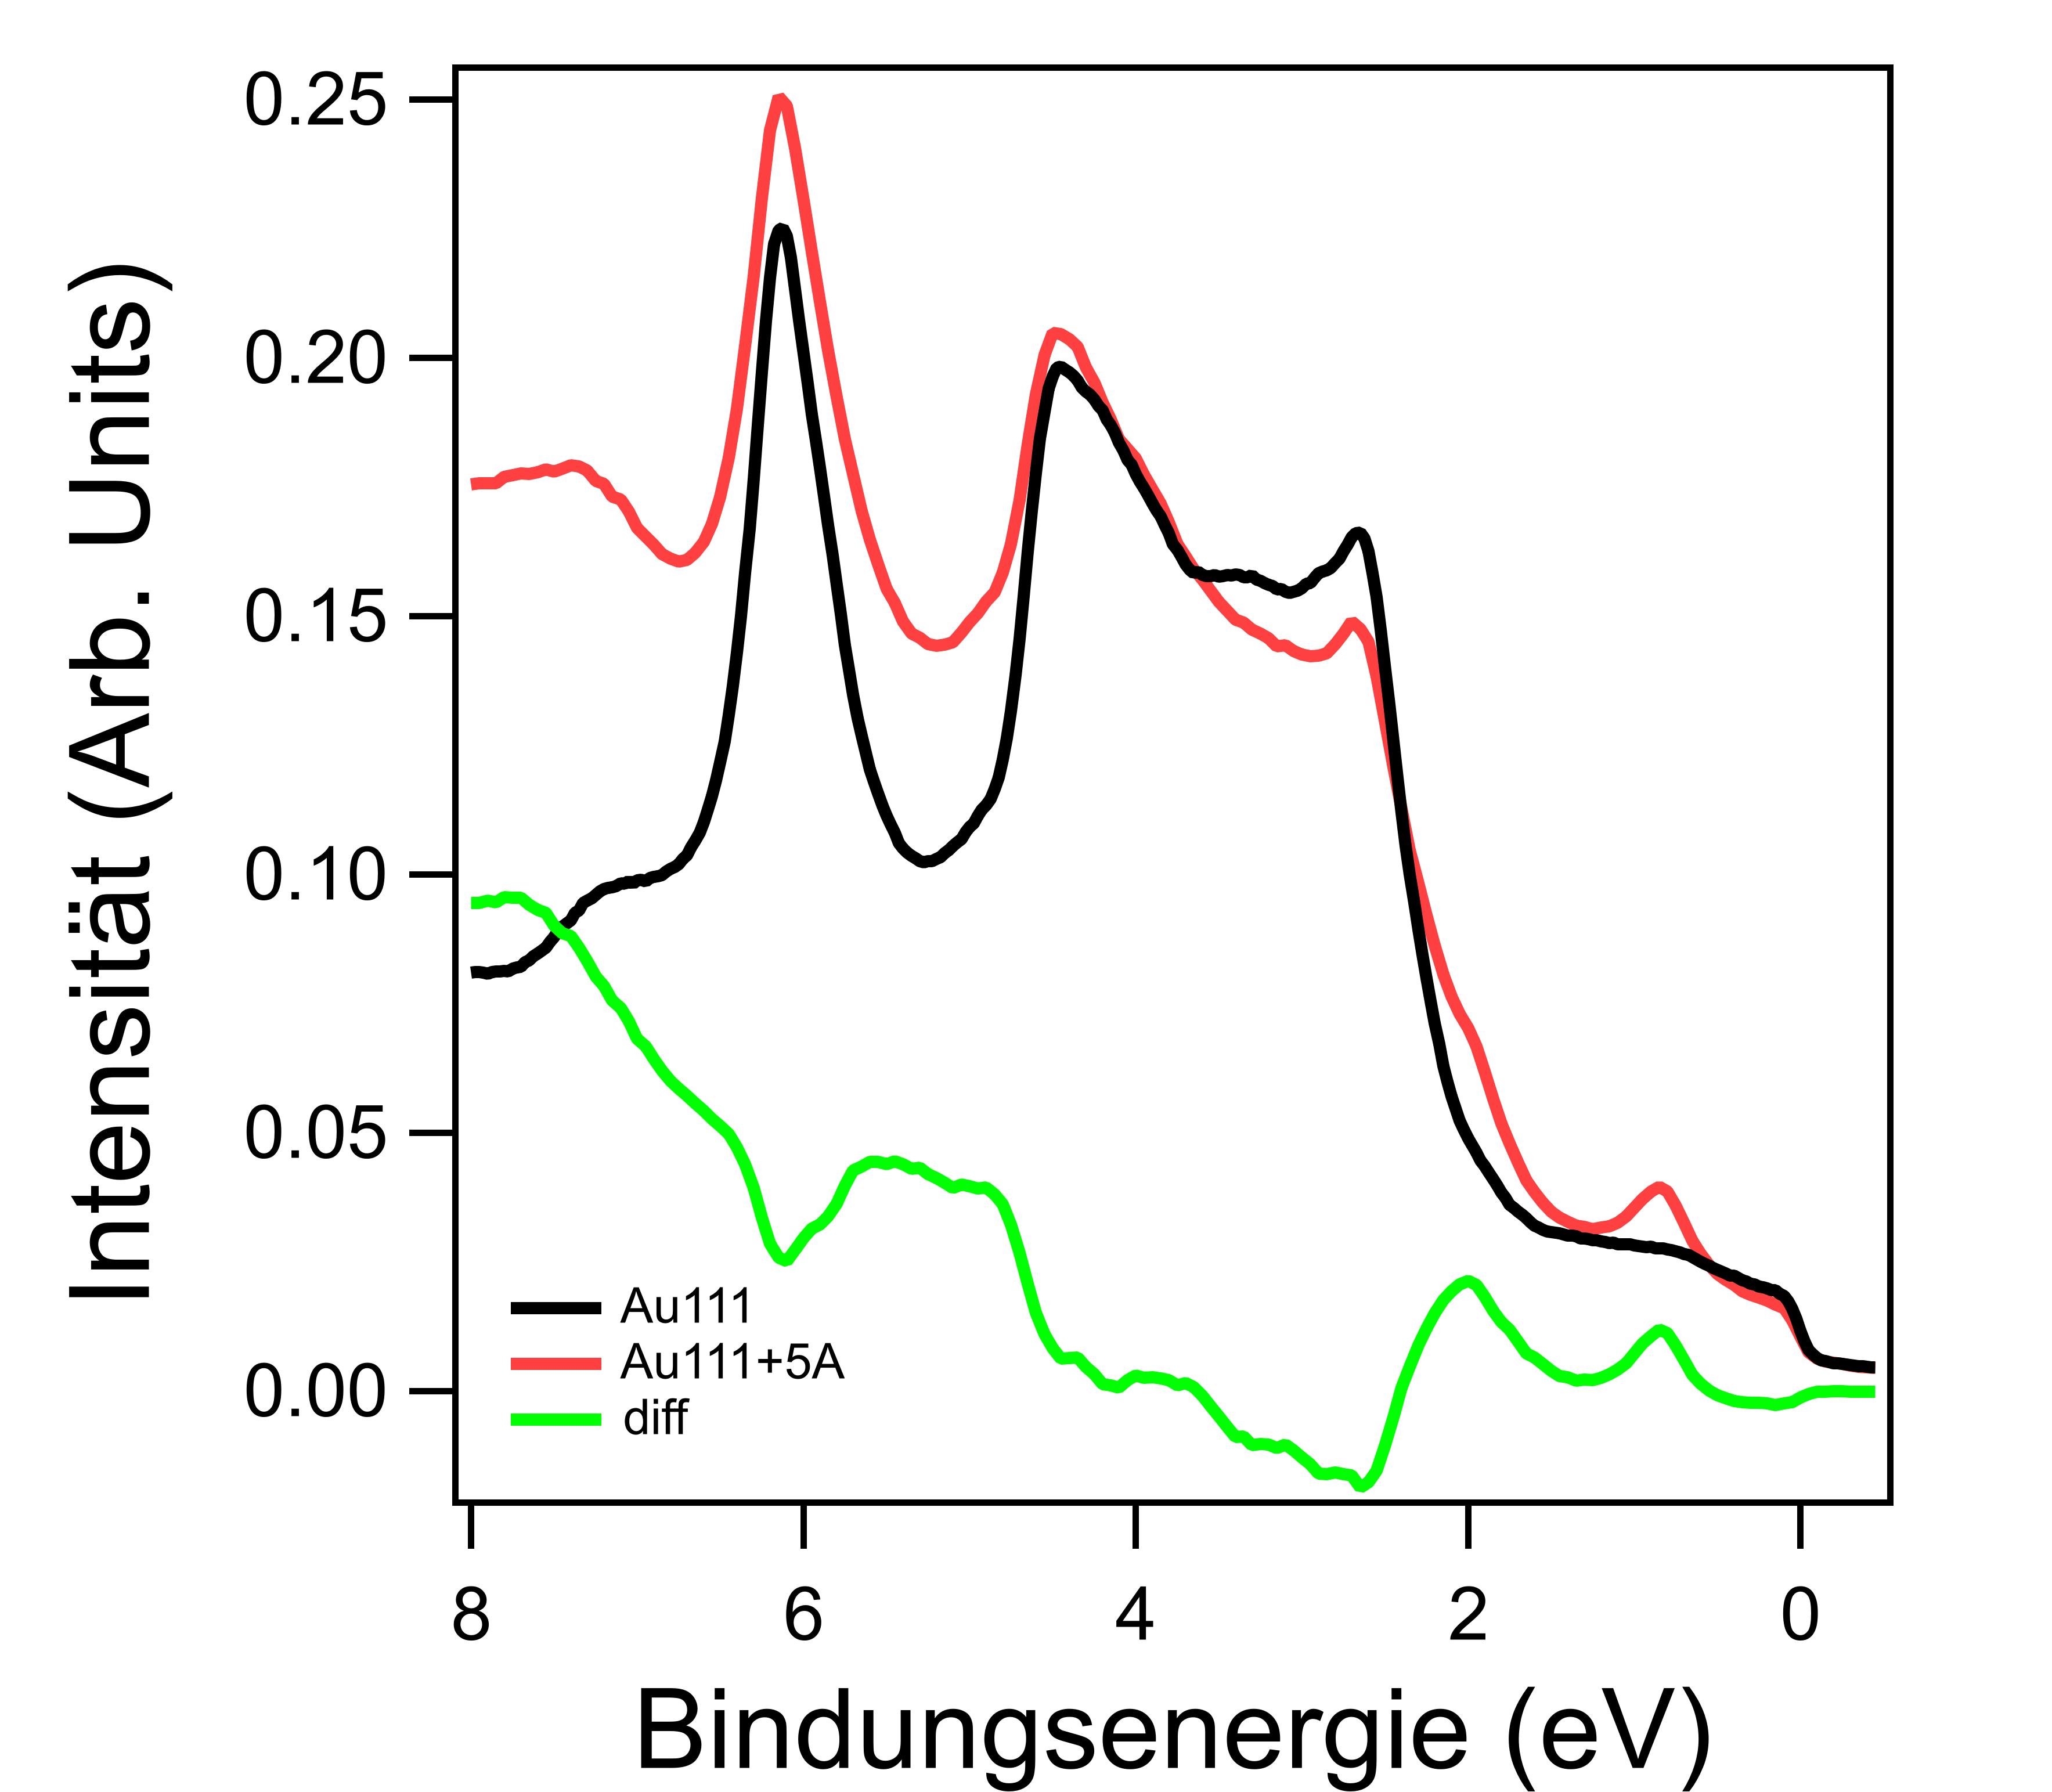 Intensität (Arb. Units)
0.25
0.20
0.15
0.10
0.05
0.00
Au111
Au111+5A
diff
8 6 4 2 0
Bindungsenergie (eV)